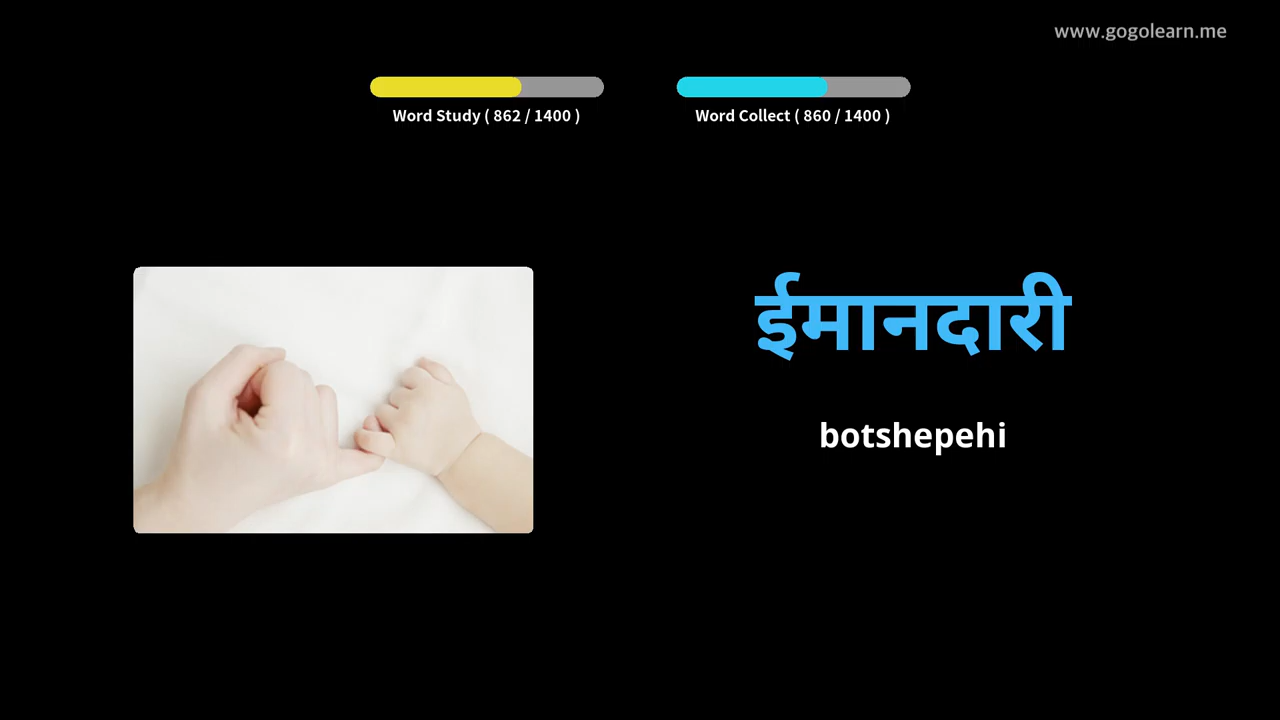 www.gogolearn.me
Word Study ( 862 / 1400 )
Word Collect ( 860 / 1400 )
ईमानदारी
botshepehi